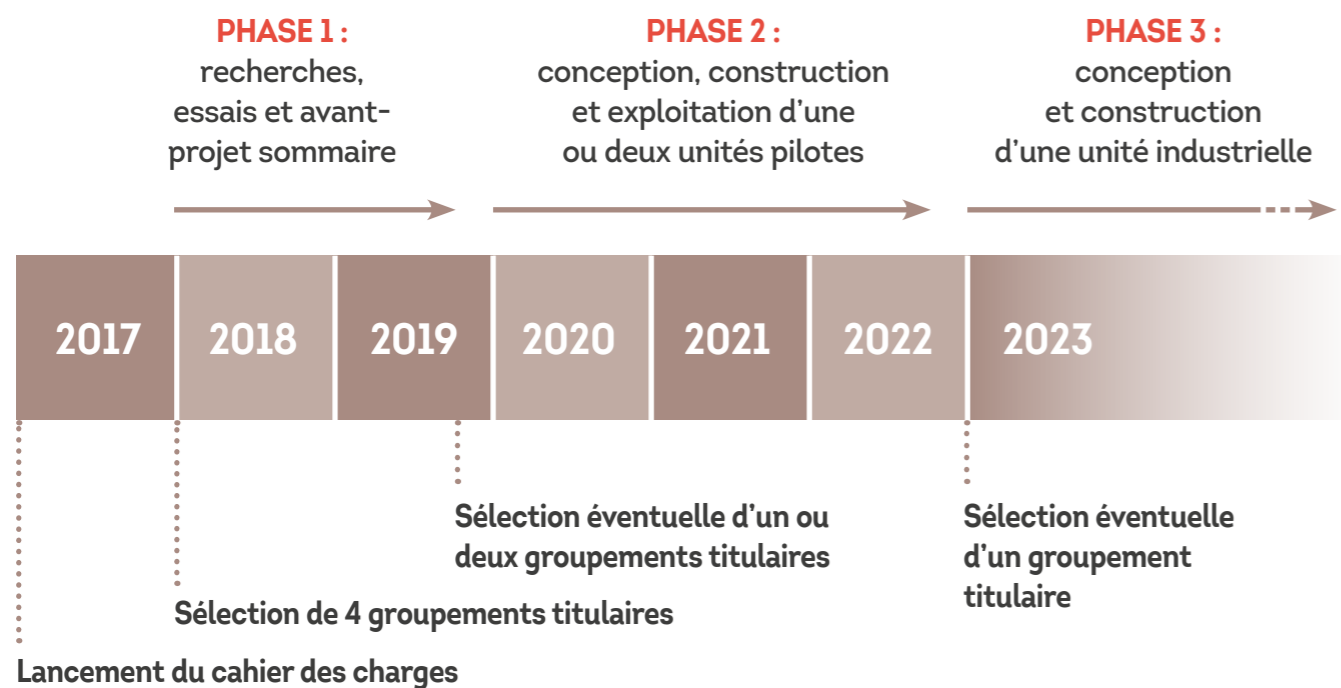 PHASE 1 :
recherches,
essais et avant-
projet sommaire
PHASE 2 :
conception, construction
et exploitation d’une
ou deux unités pilotes
PHASE 3 :
conception
et construction
d’une unité industrielle
2017
2018
2019
2020
2021
2022
2023
Sélection éventuelle d’un ou
deux groupements titulaires
Sélection éventuelle
d’un groupement
titulaire
Sélection de 4 groupements titulaires
Lancement du cahier des charges